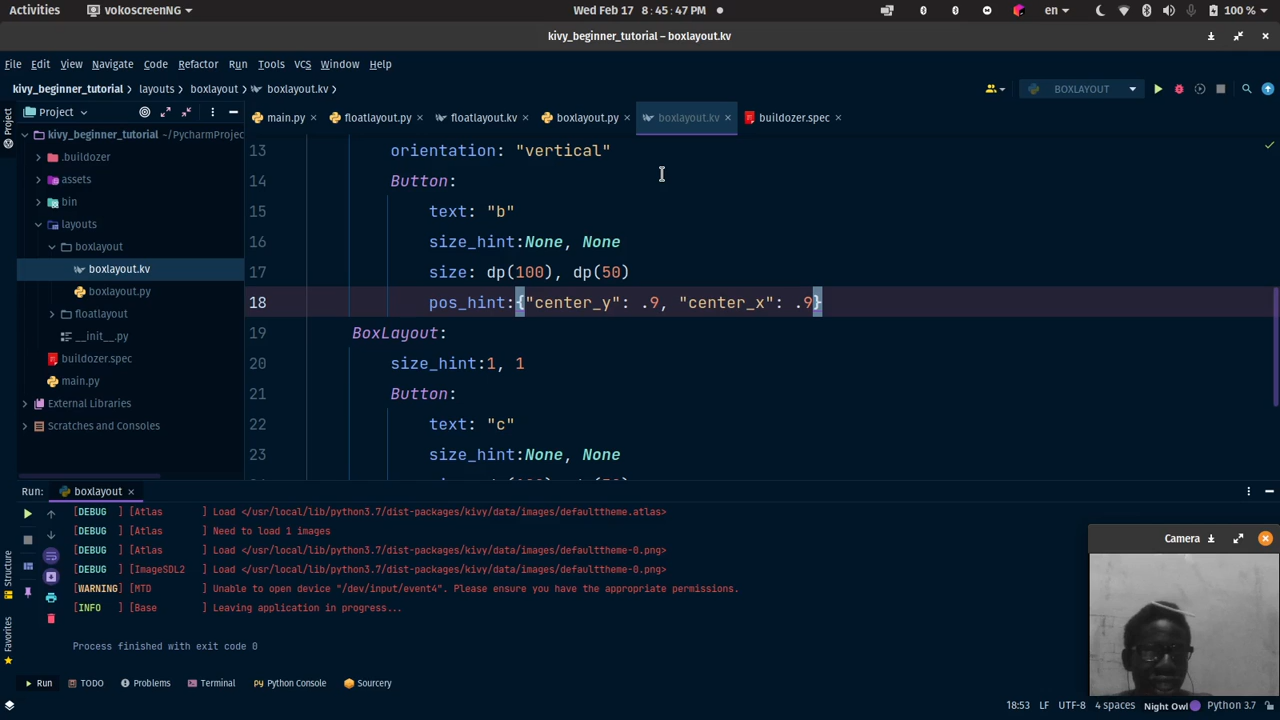 Activities vokoscreenNG Wed Feb 17 8:45:47 PM en 100 %
kivy_beginner_tutorial – boxlayout.kv
File Edit View Navigate Code Refactor Run Tools VCS Window Help
kivy_beginner_tutorial layouts boxlayout boxlayout.kv BOXLAYOUT
Project
main.py floatlayout.py floatlayout.kv boxlayout.py boxlayout.kv buildozer.spec
Project
kivy_beginner_tutorial ~/PycharmProjec
.buildozer
assets
bin
layouts
boxlayout
boxlayout.kv
boxlayout.py
floatlayout
__init__.py
buildozer.spec
main.py
External Libraries
Scratches and Consoles
13 orientation: "vertical"
14 Button:
15 text: "b"
16 size_hint:None, None
17 size: dp(100), dp(50)
18 pos_hint:{"center_y": .9, "center_x": .9}
19 BoxLayout:
20 size_hint:1, 1
21 Button:
22 text: "c"
23 size_hint:None, None
Run: boxlayout
[DEBUG ] [Atlas ] Load </usr/local/lib/python3.7/dist-packages/kivy/data/images/defaulttheme.atlas>
[DEBUG ] [Atlas ] Need to load 1 images
[DEBUG ] [Atlas ] Load </usr/local/lib/python3.7/dist-packages/kivy/data/images/defaulttheme-0.png>
[DEBUG ] [ImageSDL2 ] Load </usr/local/lib/python3.7/dist-packages/kivy/data/images/defaulttheme-0.png>
[WARNING] [MTD ] Unable to open device "/dev/input/event4". Please ensure you have the appropriate permissions.
[INFO ] [Base ] Leaving application in progress...
Process finished with exit code 0
Structure
Favorites
Camera
Run TODO Problems Terminal Python Console Sourcery
18:53 LF UTF-8 4 spaces Night Owl Python 3.7